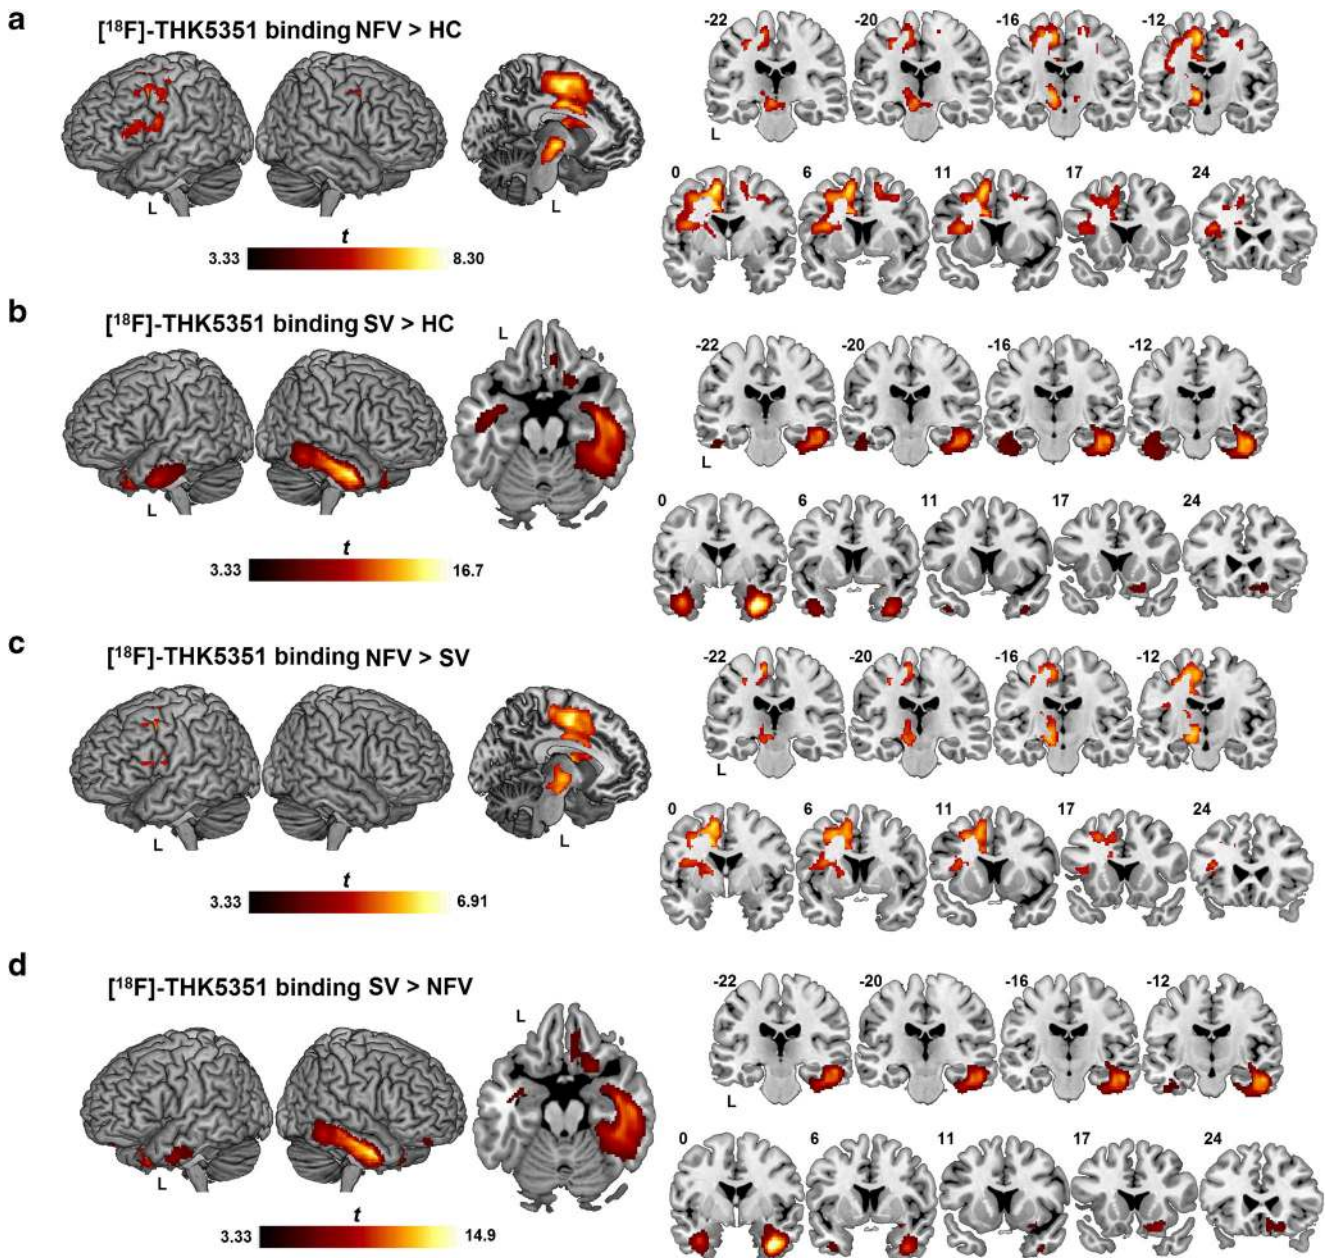 a
[18F]-THK5351 binding NFV > HC
-22 -20 -16 -12
L
0 6 11 17 24
L L
t
3.33 8.30
b
[18F]-THK5351 binding SV > HC
L
-22 -20 -16 -12
L
L
0 6 11 17 24
t
3.33 16.7
c
[18F]-THK5351 binding NFV > SV
-22 -20 -16 -12
L
0 6 11 17 24
L L
t
3.33 6.91
d
[18F]-THK5351 binding SV > NFV
L
-22 -20 -16 -12
L
L
0 6 11 17 24
t
3.33 14.9